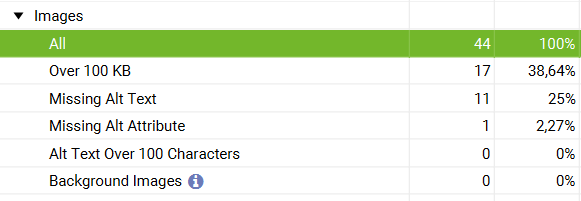 Images
All 44 100%
Over 100 KB 17 38,64%
Missing Alt Text 11 25%
Missing Alt Attribute 1 2,27%
Alt Text Over 100 Characters 0 0%
Background Images 0 0%